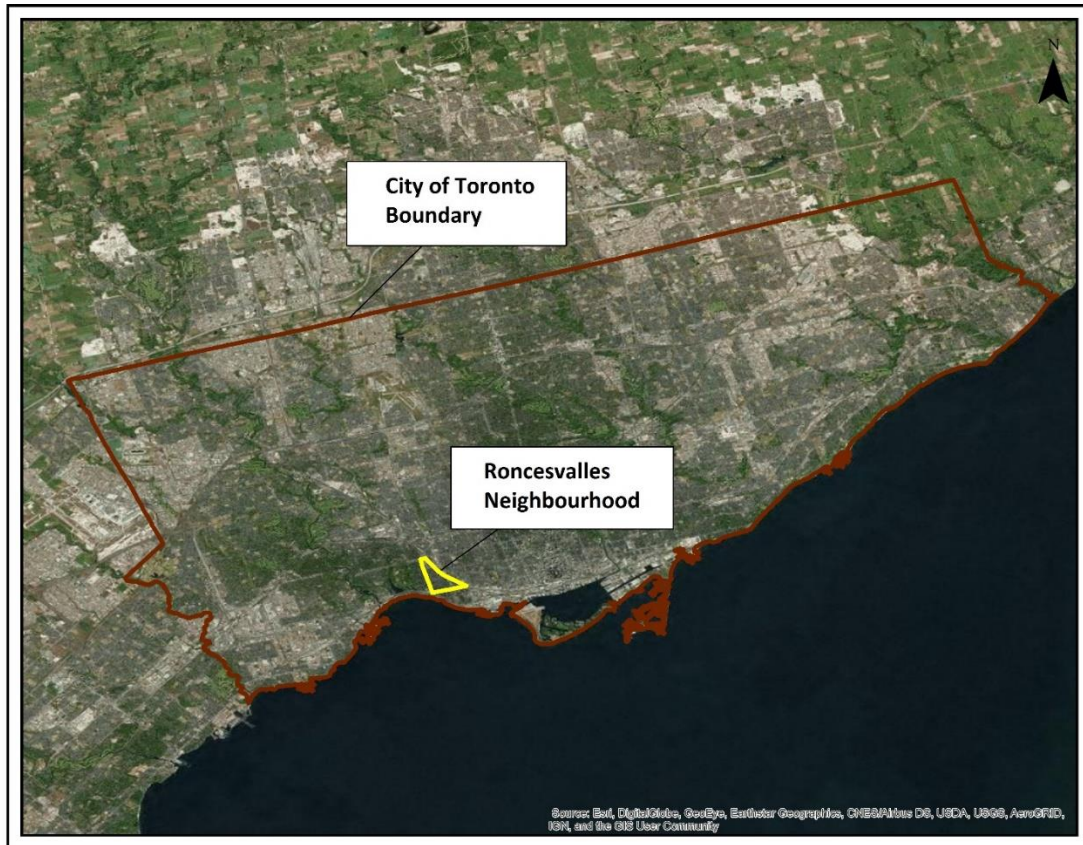 N
City of Toronto
Boundary
Roncesvalles
Neighbourhood
Source: Esri, DigitalGlobe, GeoEye, Earthstar Geographics, CNES/Airbus DS, USDA, USGS, AeroGRID,
IGN, and the GIS User Community